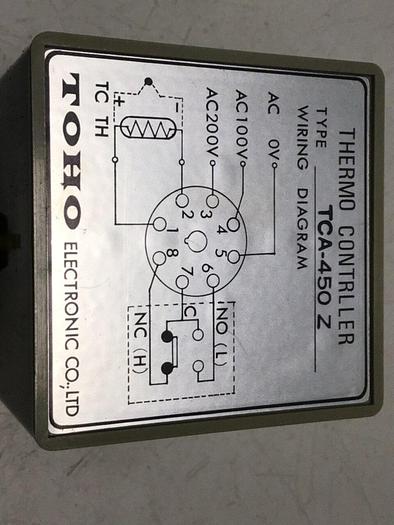 THERMO CONTRLLER
TYPE TCA-450 Z
WIRING DIAGRAM
AC 0V
AC100V
AC200V
+ -
TC TH
1 2 3 4 5 6 7 8
NO (L)
C
NC (H)
TOHO ELECTRONIC CO.,LTD